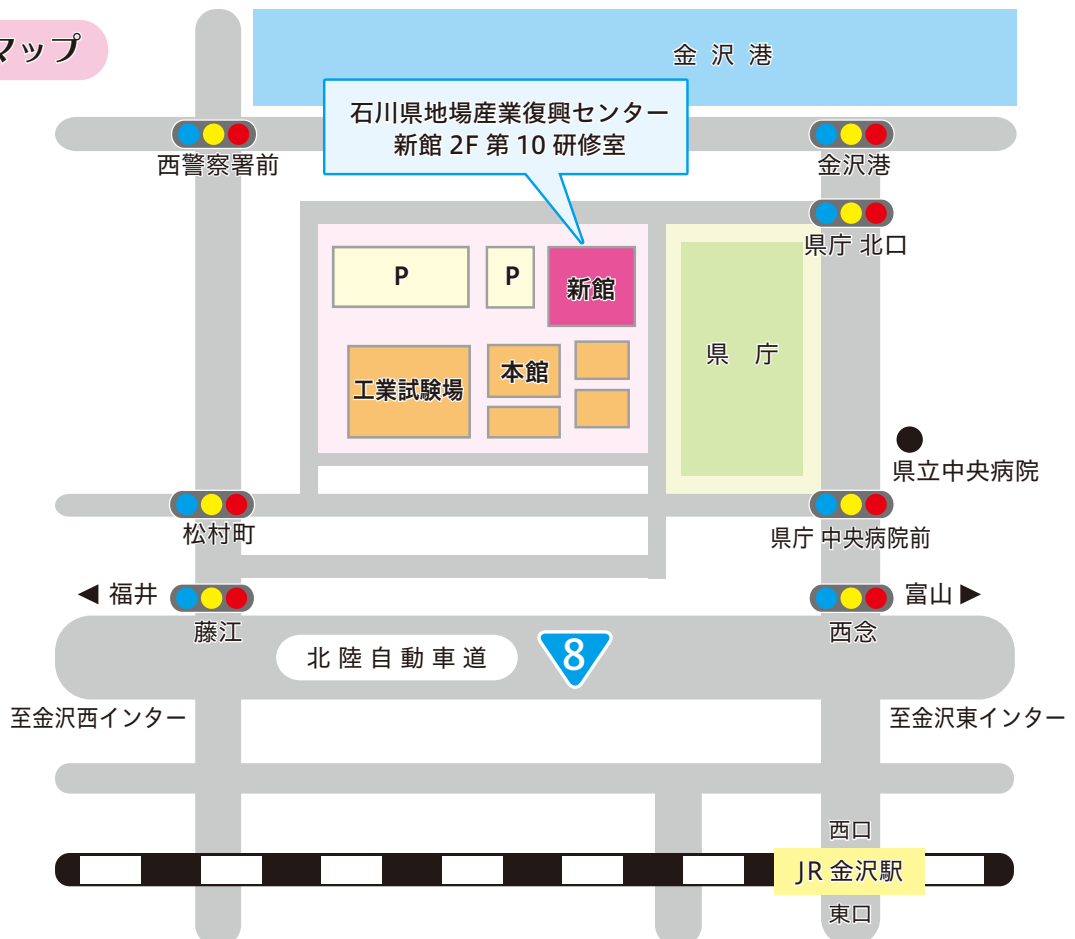 マップ
金沢港
石川県地場産業復興センター
新館 2F 第 10 研修室
西警察署前
金沢港
県庁 北口
P
P
新館
県庁
工業試験場
本館
県立中央病院
松村町
県庁 中央病院前
◀ 福井
富山 ▶
藤江
西念
北陸自動車道
8
至金沢西インター
至金沢東インター
西口
JR 金沢駅
東口